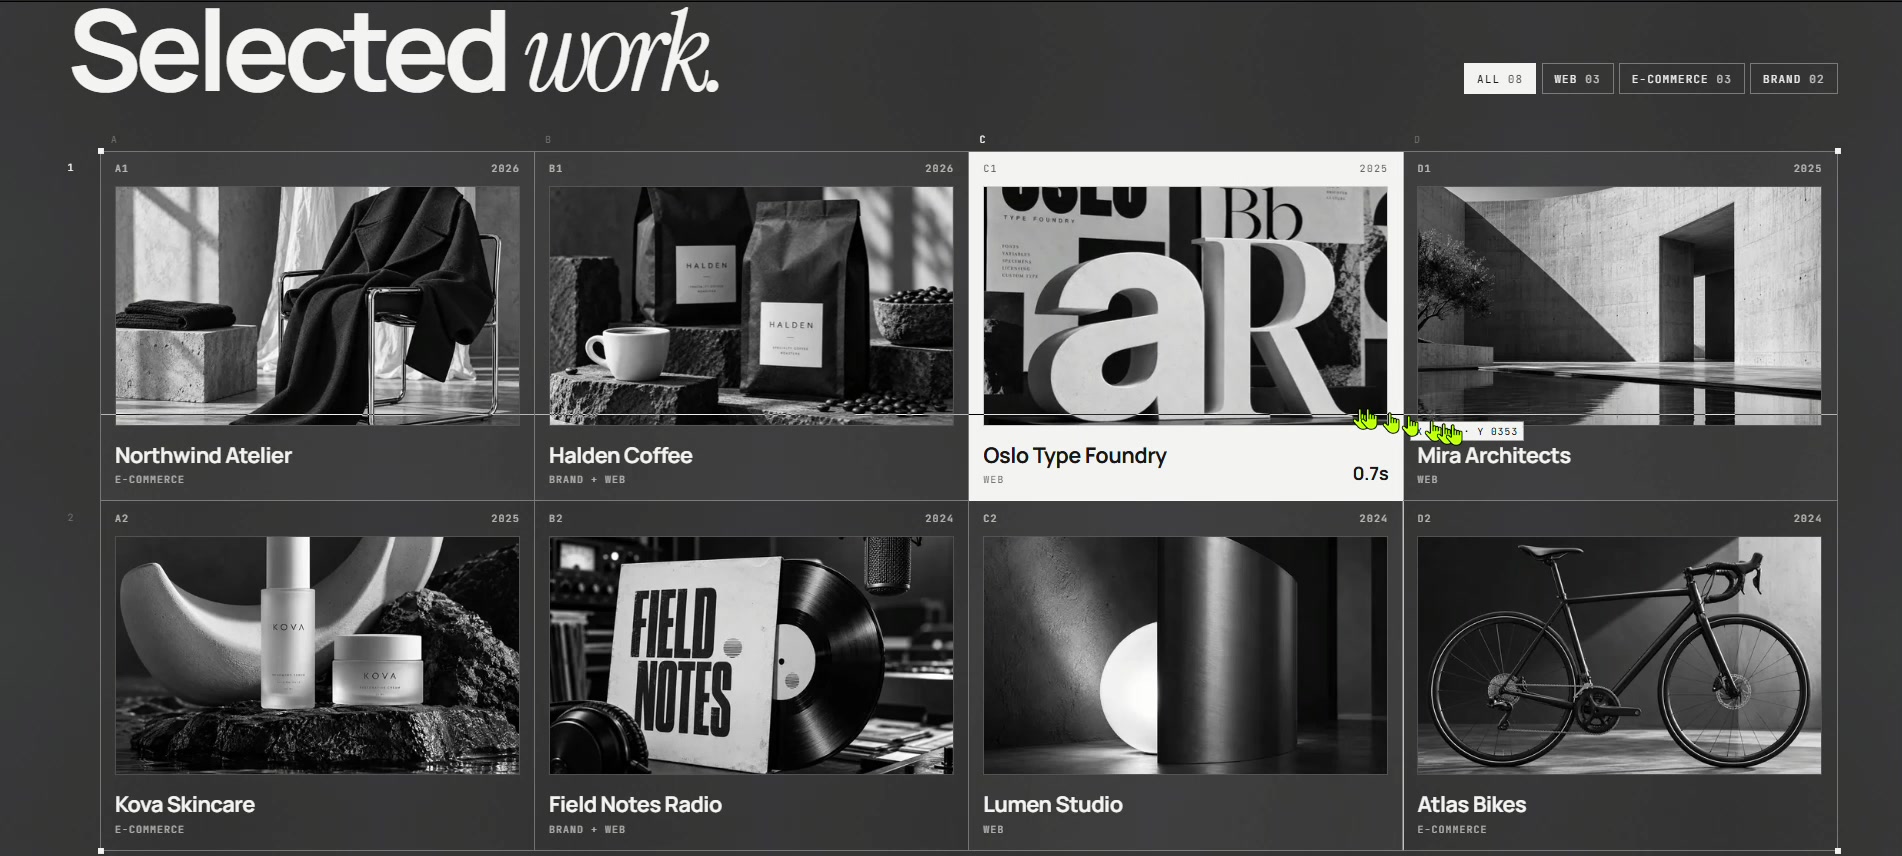 Selected work.
ALL 08
WEB 03
E-COMMERCE 03
BRAND 02
A
B
C
D
1
A1
2026
B1
2026
C1
2025
D1
2025
HALDEN
HALDEN
SPECIALTY COFFEE
OSLO
TYPE FOUNDRY
Bb
aR
Y 0353
Northwind Atelier
E-COMMERCE
Halden Coffee
BRAND + WEB
Oslo Type Foundry
WEB
0.7s
Mira Architects
WEB
2
A2
2025
B2
2024
C2
2024
D2
2024
KOVA
KOVA
FIELD
NOTES
Kova Skincare
E-COMMERCE
Field Notes Radio
BRAND + WEB
Lumen Studio
WEB
Atlas Bikes
E-COMMERCE